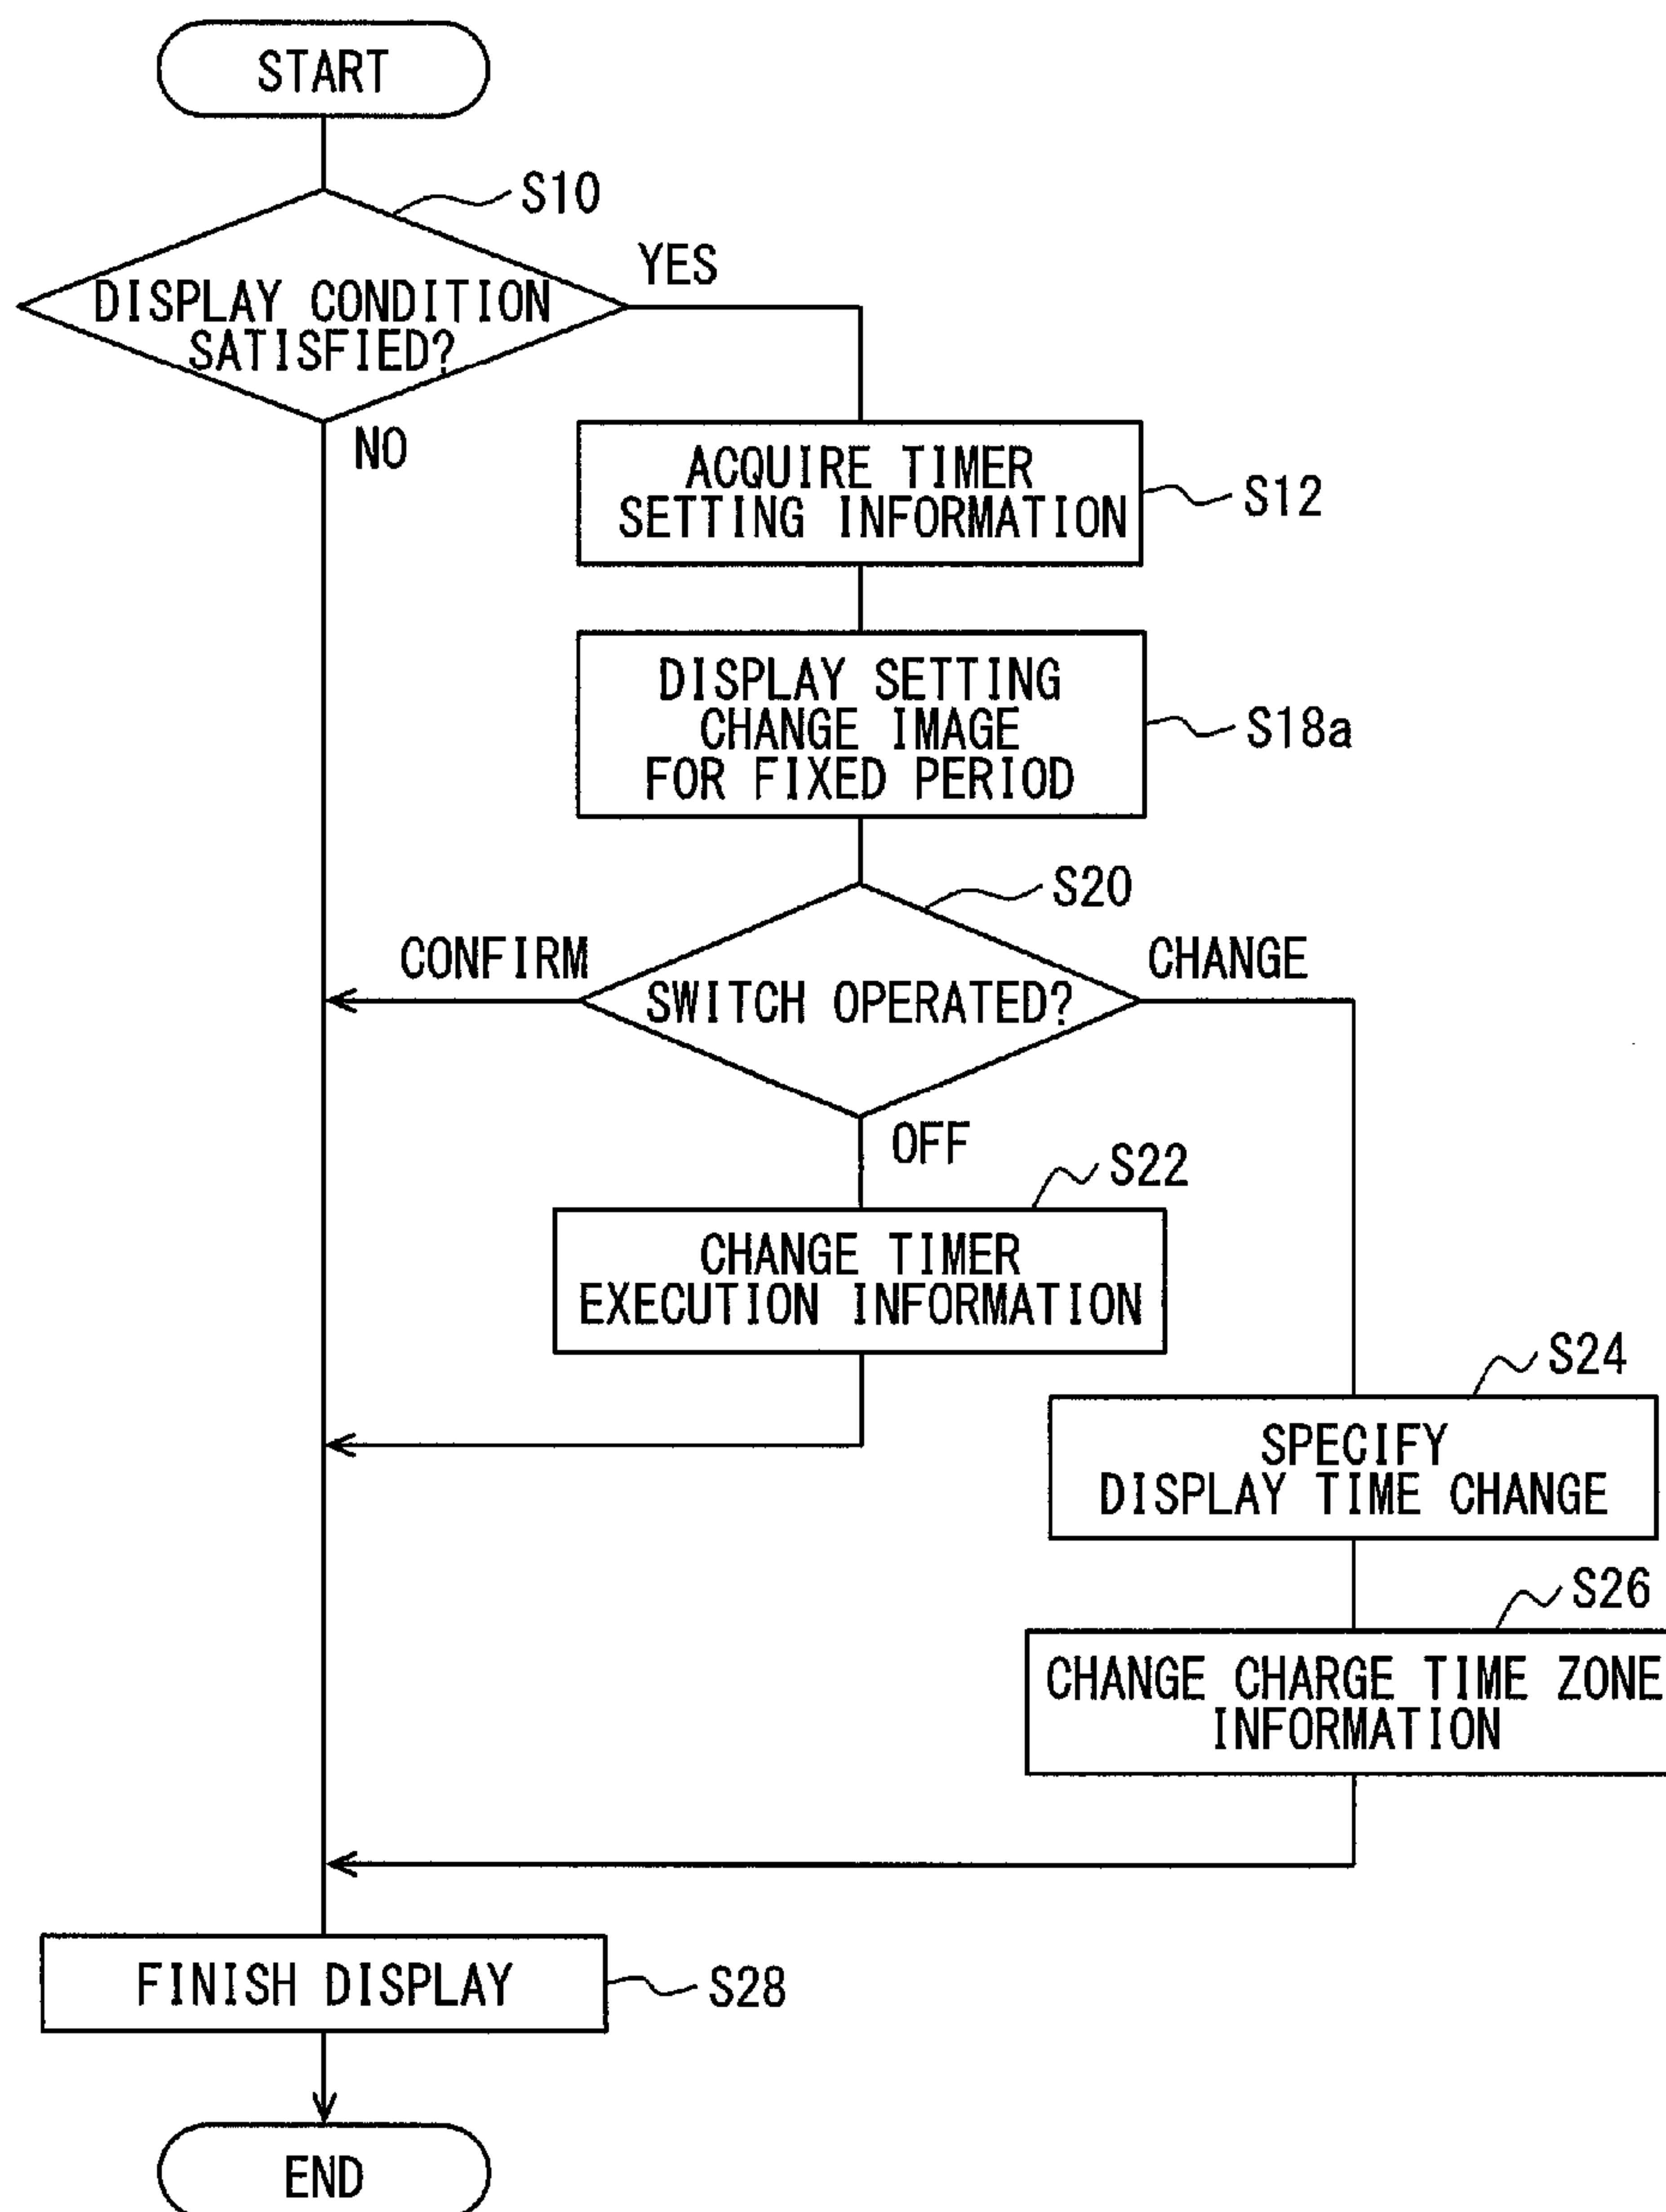 START
S10
YES
DISPLAY CONDITION
SATISFIED?
NO
ACQUIRE TIMER
SETTING INFORMATION
S12
DISPLAY SETTING
CHANGE IMAGE
FOR FIXED PERIOD
S18a
S20
CONFIRM
CHANGE
SWITCH OPERATED?
OFF
S22
CHANGE TIMER
EXECUTION INFORMATION
S24
SPECIFY
DISPLAY TIME CHANGE
S26
CHANGE CHARGE TIME ZONE
INFORMATION
FINISH DISPLAY
S28
END